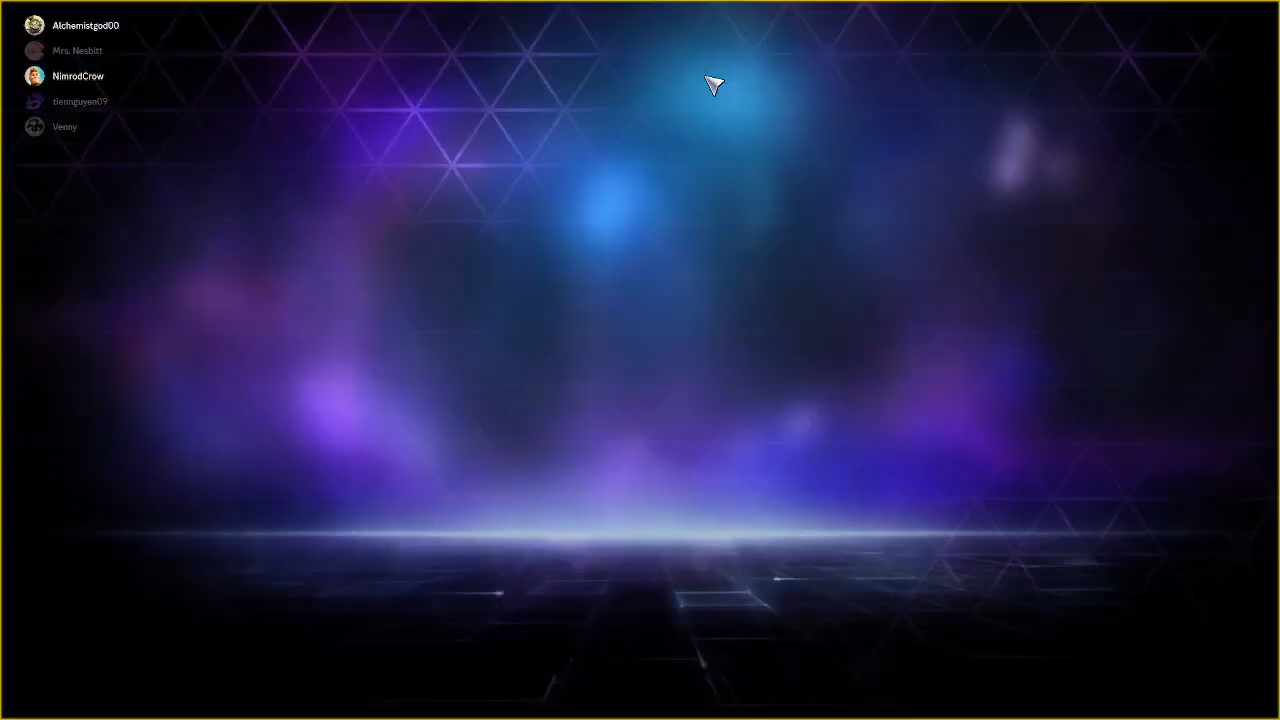 Alchemistgod00
Mrs. Nesbitt
NimrodCrow
tiennguyen09
Venny